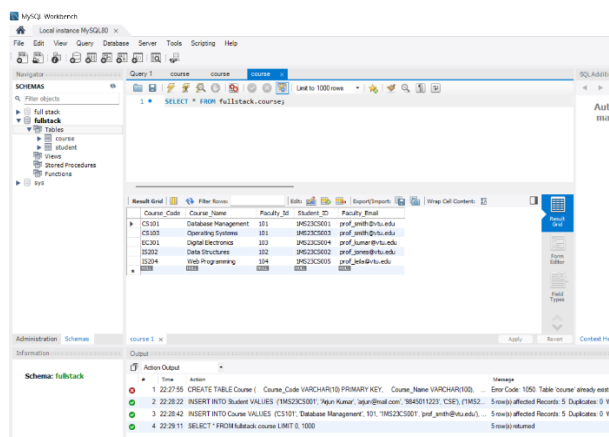 MySQL Workbench
Local instance MySQL80 ×
File Edit View Query Database Server Tools Scripting Help
Navigator
SCHEMAS
Filter objects
full stack
fullstack
Tables
course
student
Views
Stored Procedures
Functions
sys
Administration Schemas
Information
Schema: fullstack
Query 1 course course course ×
Limit to 1000 rows
1 SELECT * FROM fullstack.course;
Result Grid Filter Rows: Edit: Export/Import: Wrap Cell Content:
Course_Code Course_Name Faculty_Id Student_ID Faculty_Email
CS101 Database Management 101 1MS23CS001 prof_smith@vtu.edu
CS103 Operating Systems 101 1MS23CS003 prof_smith@vtu.edu
EC301 Digital Electronics 103 1MS23CS004 prof_kumar@vtu.edu
IS202 Data Structures 102 1MS23CS002 prof_jones@vtu.edu
IS204 Web Programming 104 1MS23CS005 prof_leila@vtu.edu
NULL NULL NULL NULL NULL
Result Grid
Form Editor
Field Types
course 1 × Apply Revert Context He
SQLAdditi
Aut
ma
Output
Action Output
# Time Action Message
1 22:27:55 CREATE TABLE Course ( Course_Code VARCHAR(10) PRIMARY KEY, Course_Name VARCHAR(100), ... Error Code: 1050. Table 'course' already exist
2 22:28:22 INSERT INTO Student VALUES ('1MS23CS001', 'Arjun Kumar', 'arjun@mail.com', '9845011223', 'CSE'), ('1MS2... 5 row(s) affected Records: 5 Duplicates: 0 W
3 22:28:42 INSERT INTO Course VALUES ('CS101', 'Database Management', 101, '1MS23CS001', 'prof_smith@vtu.edu'), ... 5 row(s) affected Records: 5 Duplicates: 0 W
4 22:29:11 SELECT * FROM fullstack.course LIMIT 0, 1000 5 row(s) returned